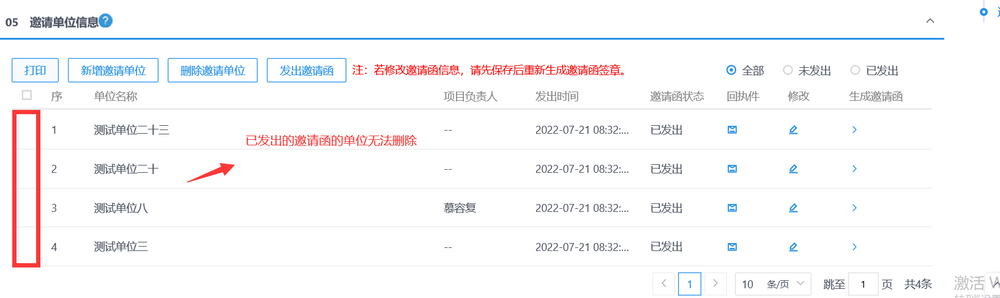 05 邀请单位信息?
打印 新增邀请单位 删除邀请单位 发出邀请函 注：若修改邀请函信息，请先保存后重新生成邀请函签章。 全部 未发出 已发出
序 单位名称 项目负责人 发出时间 邀请函状态 回执件 修改 生成邀请函
1 测试单位二十三 -- 2022-07-21 08:32:... 已发出
已发出的邀请函的单位无法删除
2 测试单位二十 -- 2022-07-21 08:32:... 已发出
3 测试单位八 慕容复 2022-07-21 08:32:... 已发出
4 测试单位三 -- 2022-07-21 08:32:... 已发出
1 10 条/页 跳至 1 页 共4条
激活 W